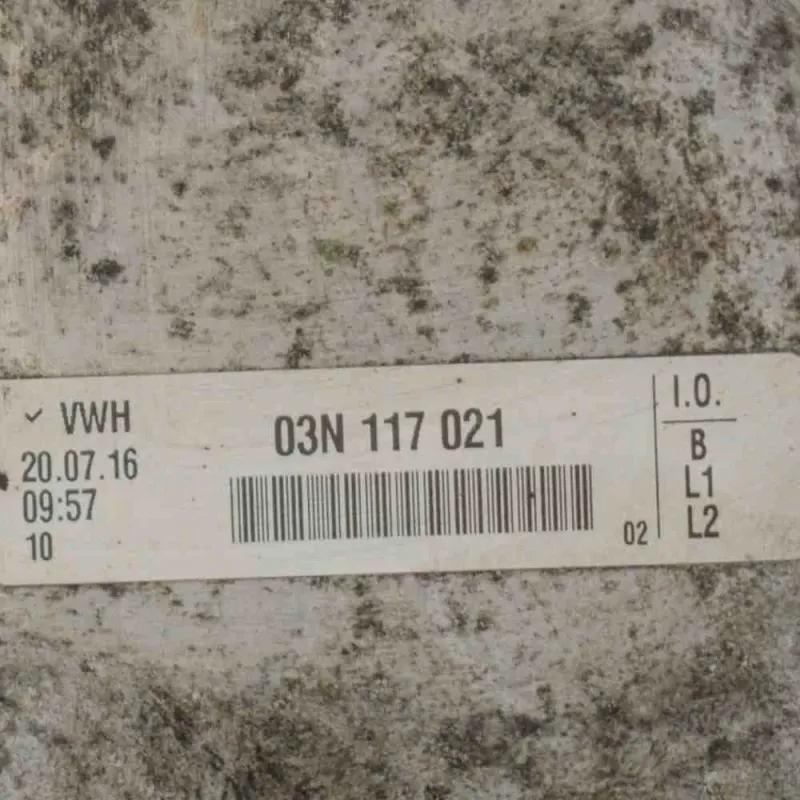 ✓ VWH
20.07.16
09:57
10
03N 117 021
02
I.O.
B
L1
L2